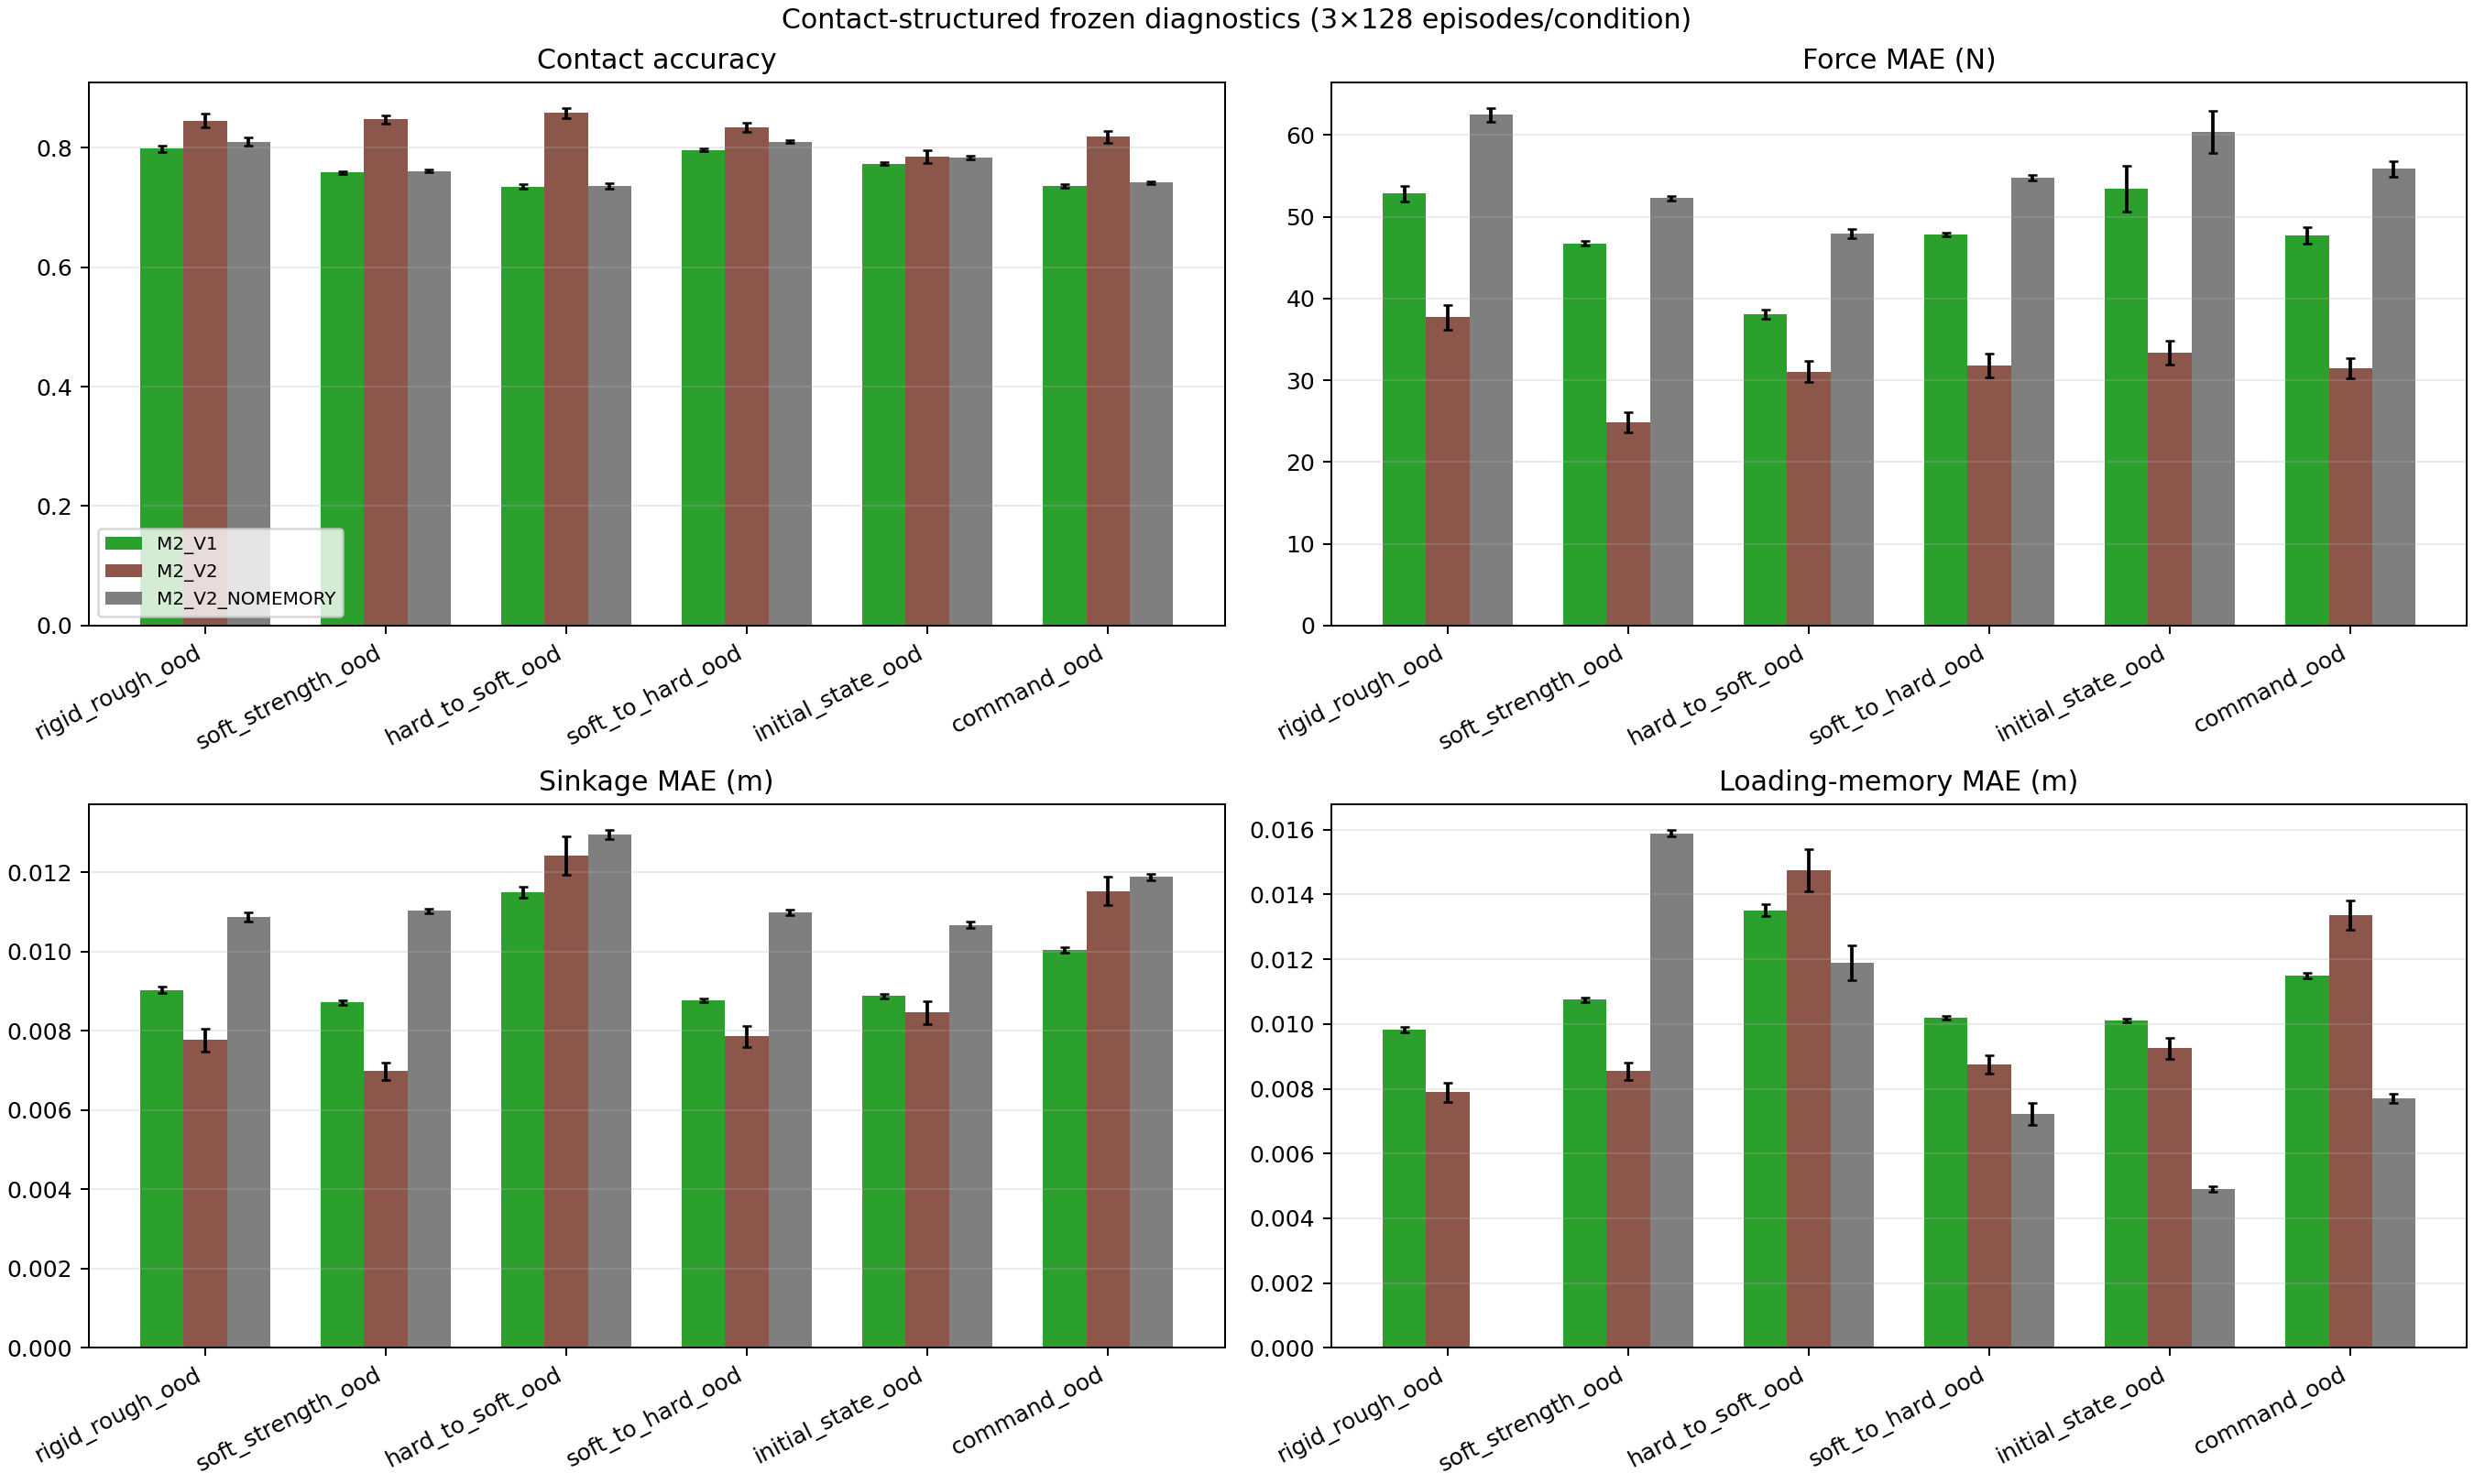 Contact-structured frozen diagnostics (3×128 episodes/condition)
Contact accuracy
0.8
0.6
0.4
0.2
0.0
M2_V1
M2_V2
M2_V2_NOMEMORY
rigid_rough_ood
soft_strength_ood
hard_to_soft_ood
soft_to_hard_ood
initial_state_ood
command_ood
Force MAE (N)
60
50
40
30
20
10
0
rigid_rough_ood
soft_strength_ood
hard_to_soft_ood
soft_to_hard_ood
initial_state_ood
command_ood
Sinkage MAE (m)
0.012
0.010
0.008
0.006
0.004
0.002
0.000
rigid_rough_ood
soft_strength_ood
hard_to_soft_ood
soft_to_hard_ood
initial_state_ood
command_ood
Loading-memory MAE (m)
0.016
0.014
0.012
0.010
0.008
0.006
0.004
0.002
0.000
rigid_rough_ood
soft_strength_ood
hard_to_soft_ood
soft_to_hard_ood
initial_state_ood
command_ood